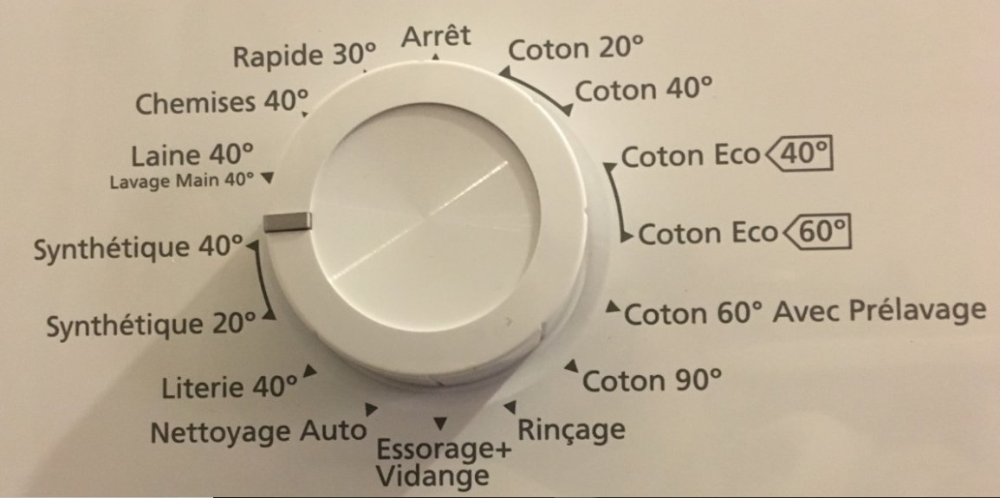 Arrêt
Coton 20°
Coton 40°
Coton Eco 40°
Coton Eco 60°
Coton 60° Avec Prélavage
Coton 90°
Rinçage
Essorage+
Vidange
Nettoyage Auto
Literie 40°
Synthétique 20°
Synthétique 40°
Laine 40°
Lavage Main 40°
Chemises 40°
Rapide 30°